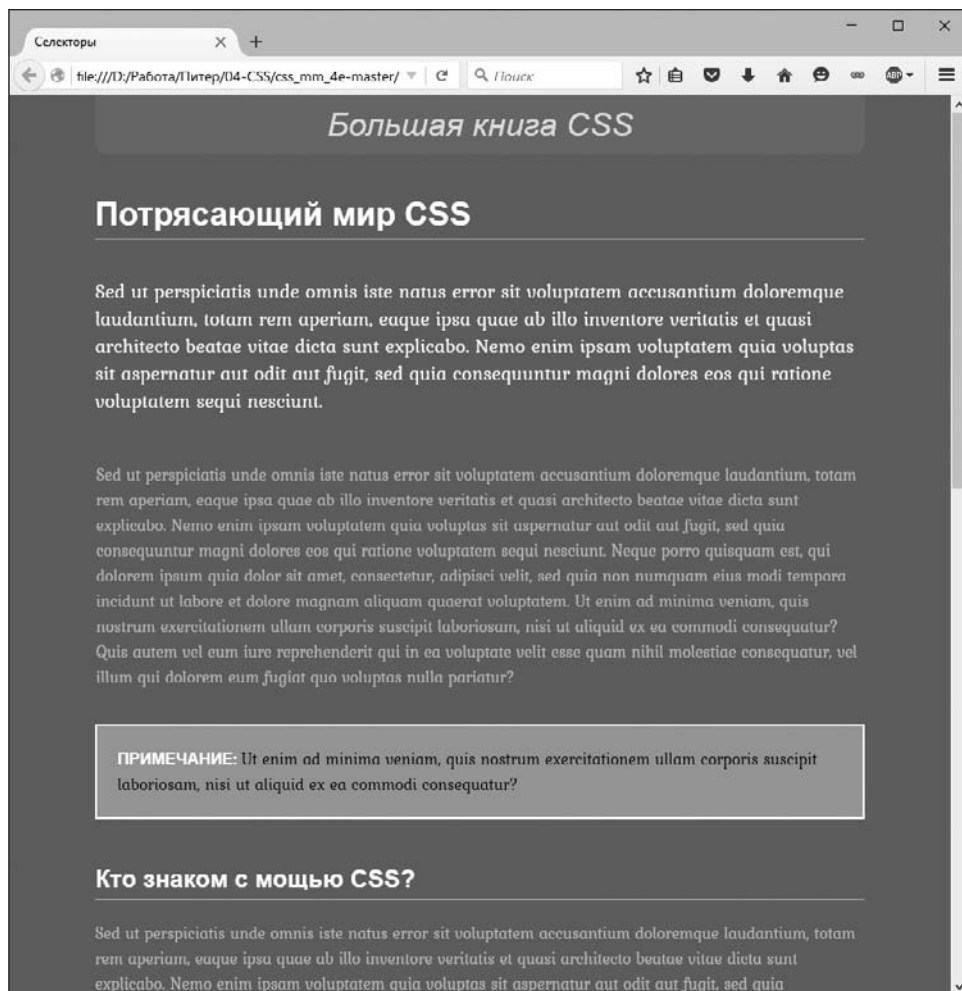 Селекторы
file:///D:/Работа/Питер/04-CSS/css_mm_4e-master/
Поиск
ABP
Большая книга CSS
Потрясающий мир CSS
Sed ut perspiciatis unde omnis iste natus error sit voluptatem accusantium doloremque
laudantium, totam rem aperiam, eaque ipsa quae ab illo inventore veritatis et quasi
architecto beatae vitae dicta sunt explicabo. Nemo enim ipsam voluptatem quia voluptas
sit aspernatur aut odit aut fugit, sed quia consequuntur magni dolores eos qui ratione
voluptatem sequi nesciunt.
Sed ut perspiciatis unde omnis iste natus error sit voluptatem accusantium doloremque laudantium, totam
rem aperiam, eaque ipsa quae ab illo inventore veritatis et quasi architecto beatae vitae dicta sunt
explicabo. Nemo enim ipsam voluptatem quia voluptas sit aspernatur aut odit aut fugit, sed quia
consequuntur magni dolores eos qui ratione voluptatem sequi nesciunt. Neque porro quisquam est, qui
dolorem ipsum quia dolor sit amet, consectetur, adipisci velit, sed quia non numquam eius modi tempora
incidunt ut labore et dolore magnam aliquam quaerat voluptatem. Ut enim ad minima veniam, quis
nostrum exercitationem ullam corporis suscipit laboriosam, nisi ut aliquid ex ea commodi consequatur?
Quis autem vel eum iure reprehenderit qui in ea voluptate velit esse quam nihil molestiae consequatur, vel
illum qui dolorem eum fugiat quo voluptas nulla pariatur?
ПРИМЕЧАНИЕ: Ut enim ad minima veniam, quis nostrum exercitationem ullam corporis suscipit
laboriosam, nisi ut aliquid ex ea commodi consequatur?
Кто знаком с мощью CSS?
Sed ut perspiciatis unde omnis iste natus error sit voluptatem accusantium doloremque laudantium, totam
rem aperiam, eaque ipsa quae ab illo inventore veritatis et quasi architecto beatae vitae dicta sunt
explicabo. Nemo enim ipsam voluptatem quia voluptas sit aspernatur aut odit aut fugit, sed quia